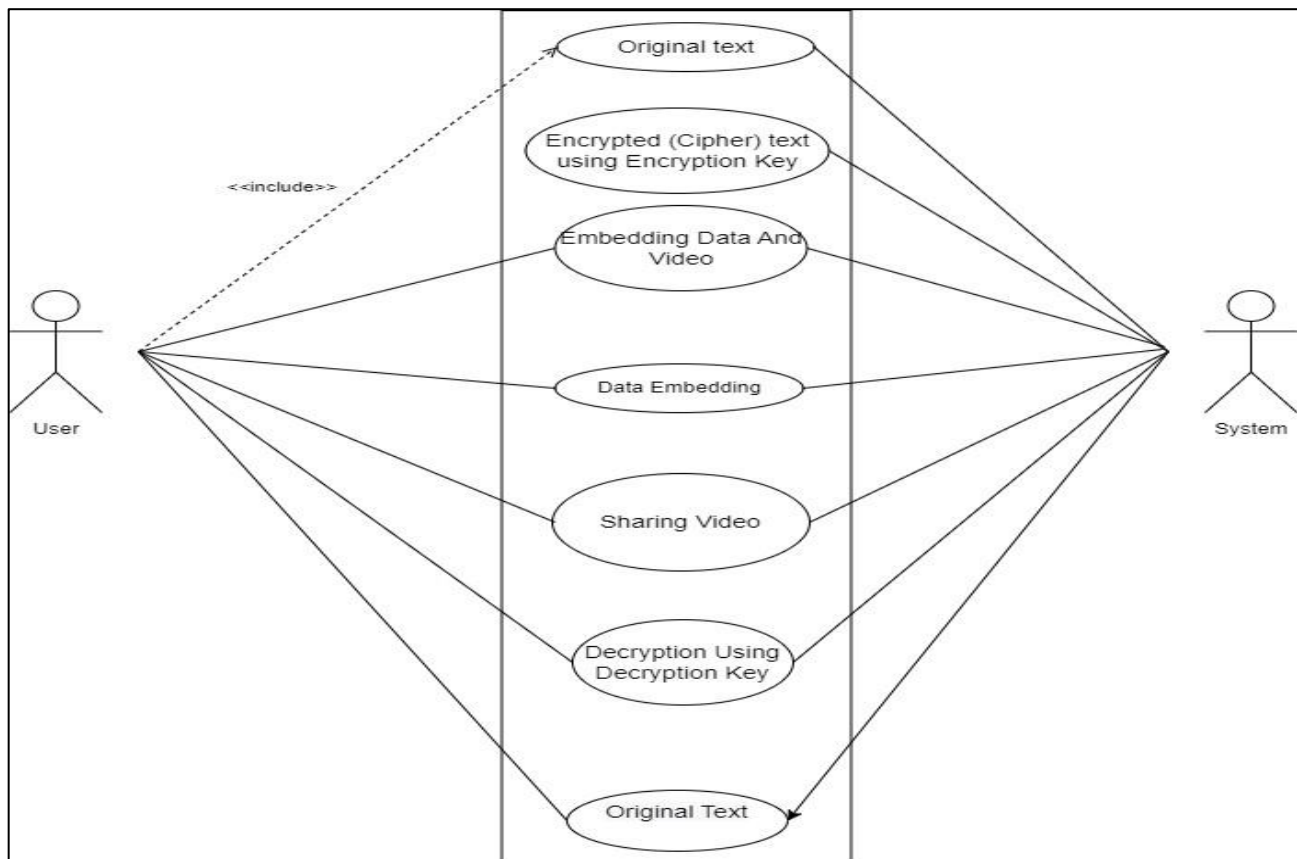 Original text
Encrypted (Cipher) text
using Encryption Key
<<include>>
Embedding Data And
Video
Data Embedding
User
System
Sharing Video
Decryption Using
Decryption Key
Original Text